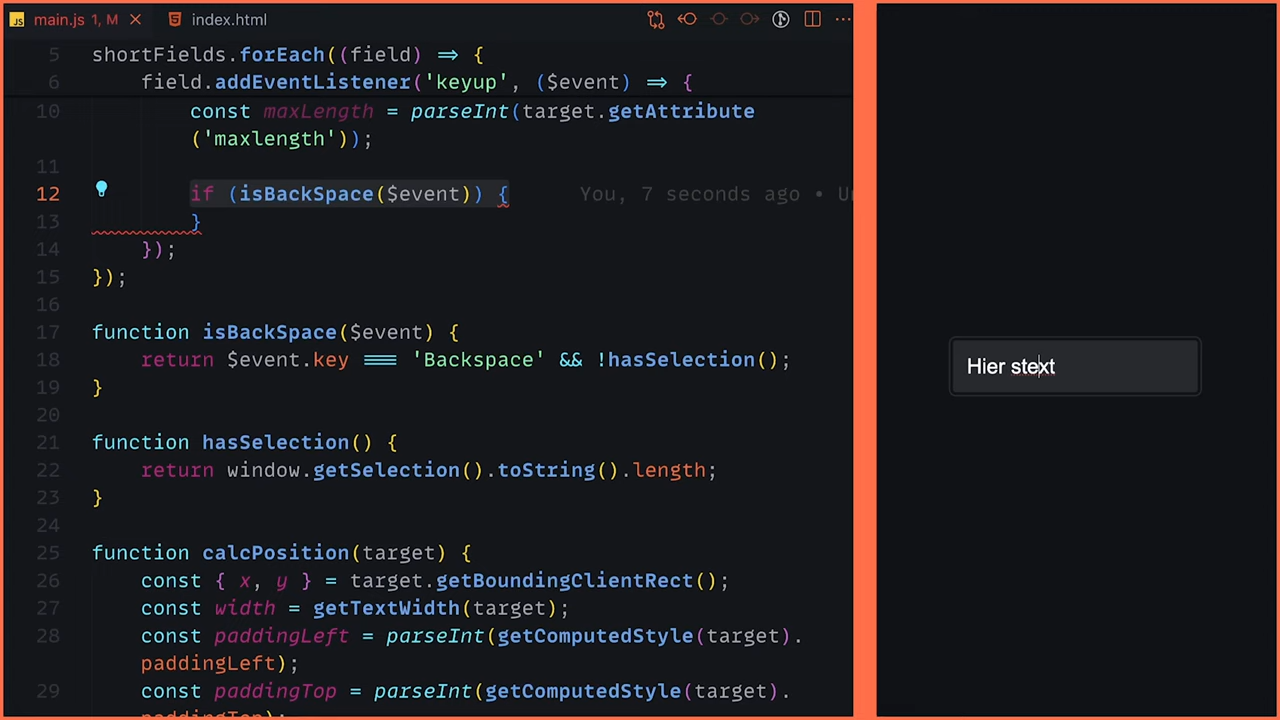 JS main.js 1, M
index.html
5 shortFields.forEach((field) => {
6 field.addEventListener('keyup', ($event) => {
10 const maxLength = parseInt(target.getAttribute
('maxlength'));
11
12 if (isBackSpace($event)) { You, 7 seconds ago •
13 }
14 });
15 });
16
17 function isBackSpace($event) {
18 return $event.key === 'Backspace' && !hasSelection();
19 }
20
21 function hasSelection() {
22 return window.getSelection().toString().length;
23 }
24
25 function calcPosition(target) {
26 const { x, y } = target.getBoundingClientRect();
27 const width = getTextWidth(target);
28 const paddingLeft = parseInt(getComputedStyle(target).
paddingLeft);
29 const paddingTop = parseInt(getComputedStyle(target).
paddingTop);
Hier stext